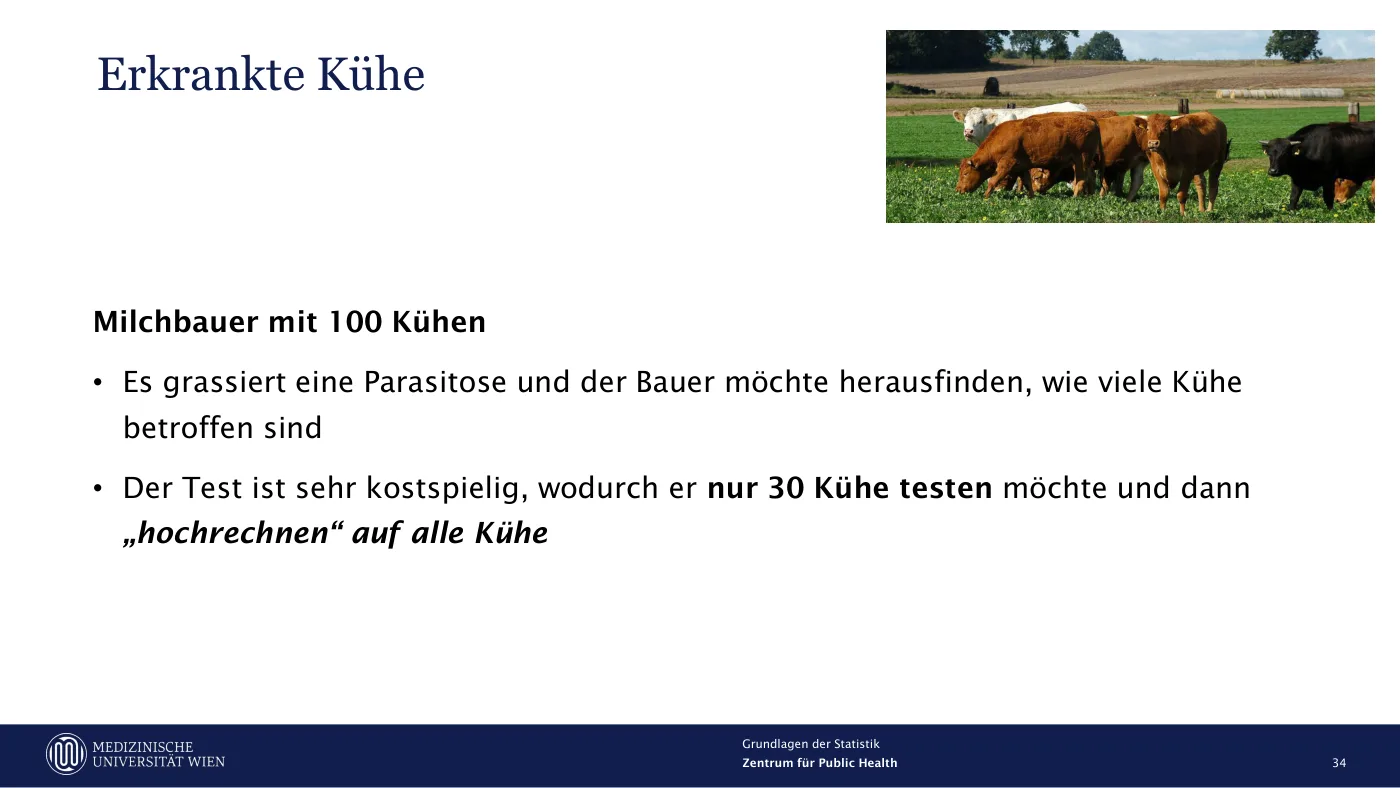 Erkrankte Kühe
Milchbauer mit 100 Kühen
• Es grassiert eine Parasitose und der Bauer möchte herausfinden, wie viele Kühe
betroffen sind
• Der Test ist sehr kostspielig, wodurch er nur 30 Kühe testen möchte und dann
„hochrechnen“ auf alle Kühe
MEDIZINISCHE
UNIVERSITÄT WIEN
Grundlagen der Statistik
Zentrum für Public Health
34